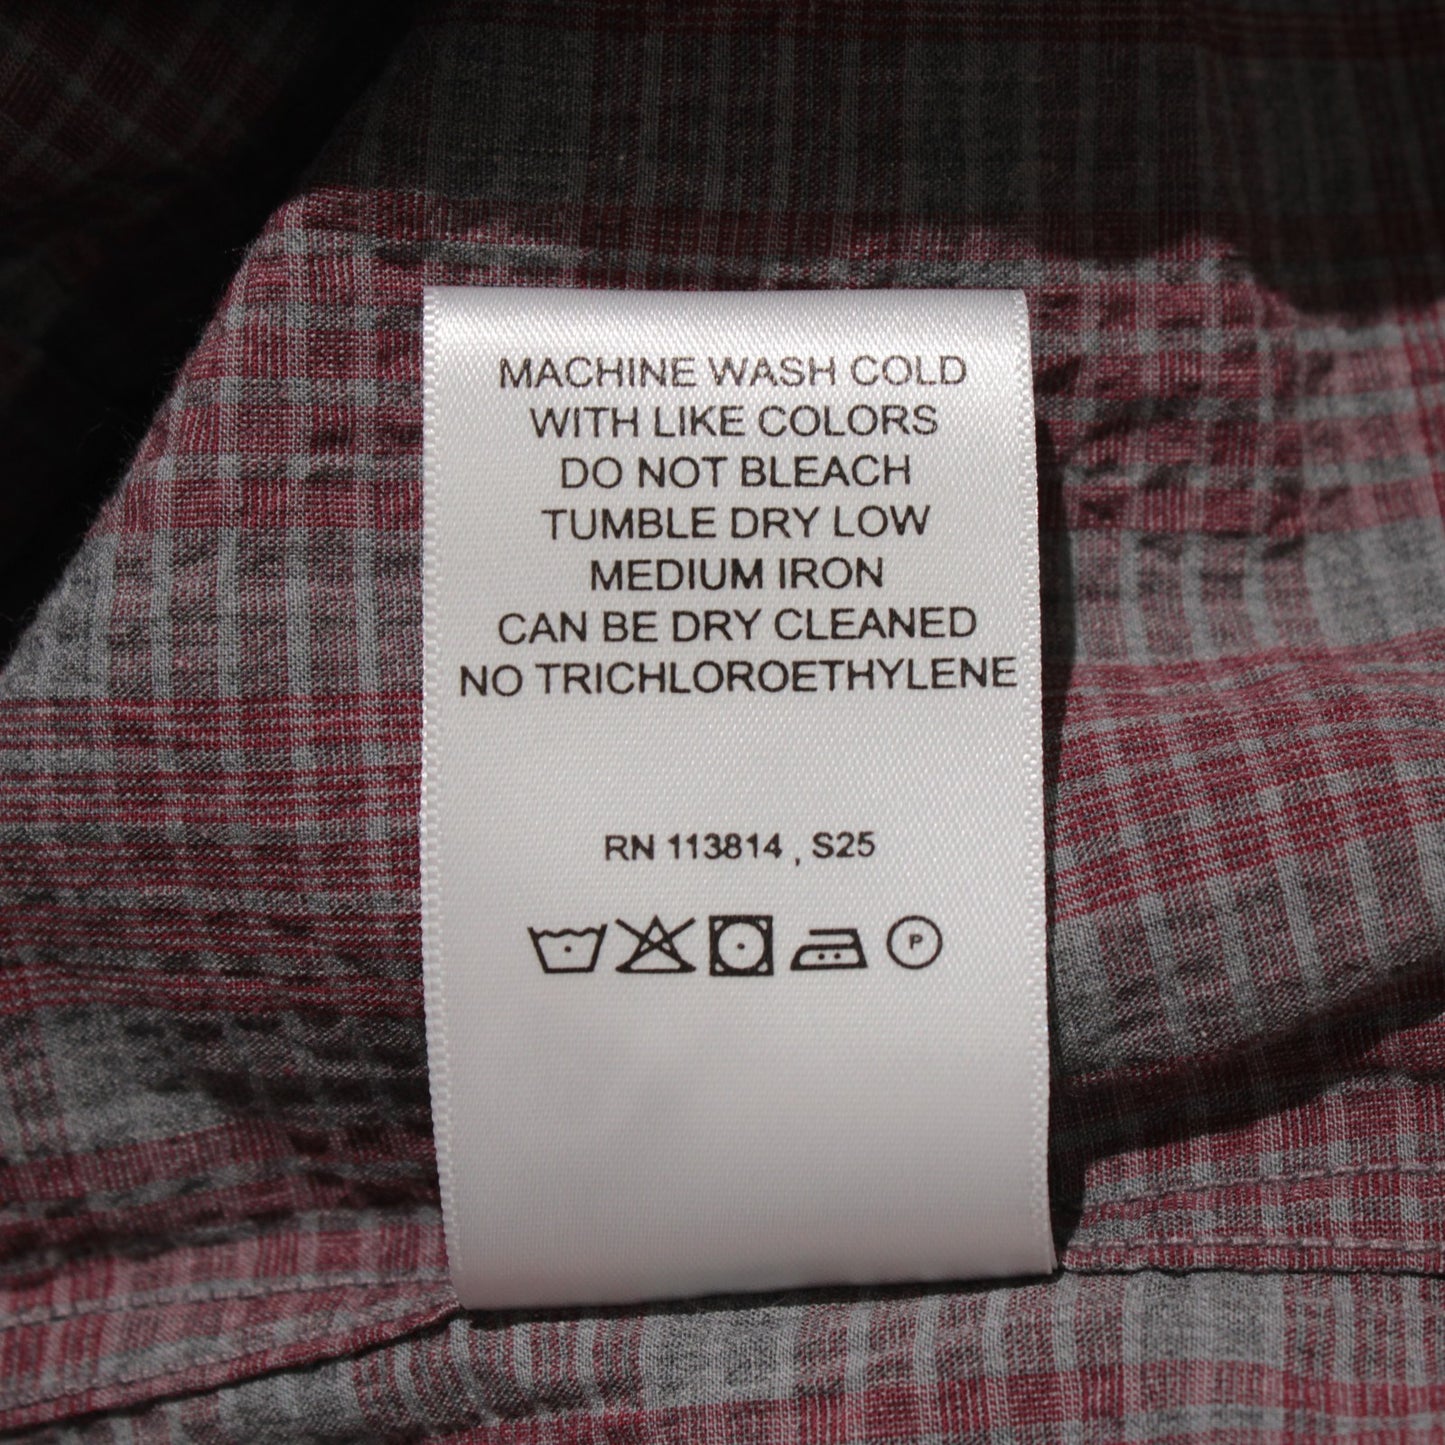 MACHINE WASH COLD
WITH LIKE COLORS
DO NOT BLEACH
TUMBLE DRY LOW
MEDIUM IRON
CAN BE DRY CLEANED
NO TRICHLOROETHYLENE
RN 113814 , S25
P